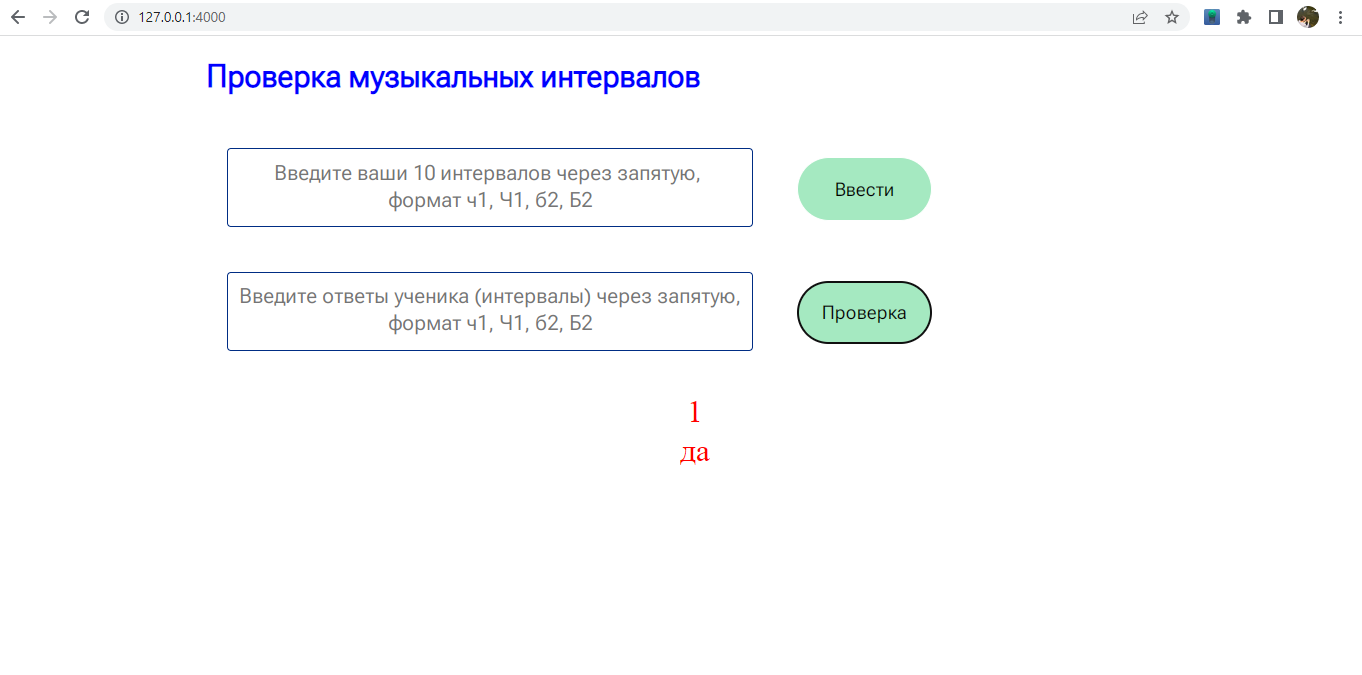 127.0.0.1:4000
Проверка музыкальных интервалов
Введите ваши 10 интервалов через запятую,
формат ч1, Ч1, б2, Б2
Ввести
Введите ответы ученика (интервалы) через запятую,
формат ч1, Ч1, б2, Б2
Проверка
1
да